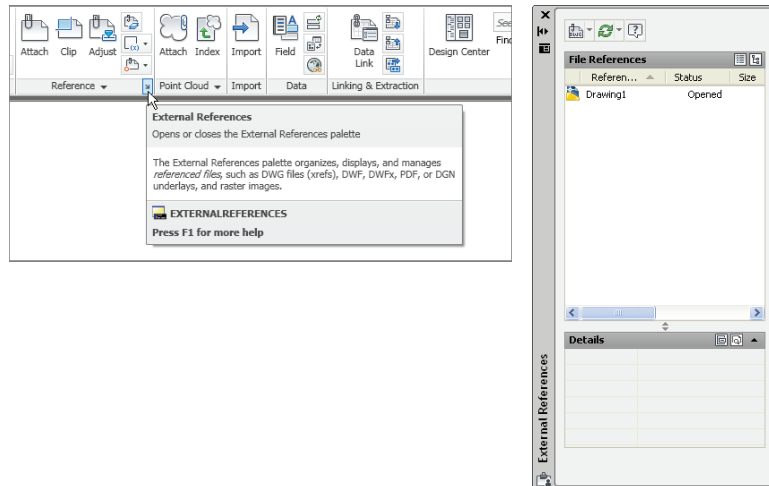 Attach Clip Adjust Attach Index Import Field Data Link Design Center See Find
Reference Point Cloud Import Data Linking & Extraction
External References
Opens or closes the External References palette
The External References palette organizes, displays, and manages
referenced files, such as DWG files (xrefs), DWF, DWFx, PDF, or DGN
underlays, and raster images.
EXTERNALREFERENCES
Press F1 for more help
File References
Referen... Status Size
Drawing1 Opened
Details
External References